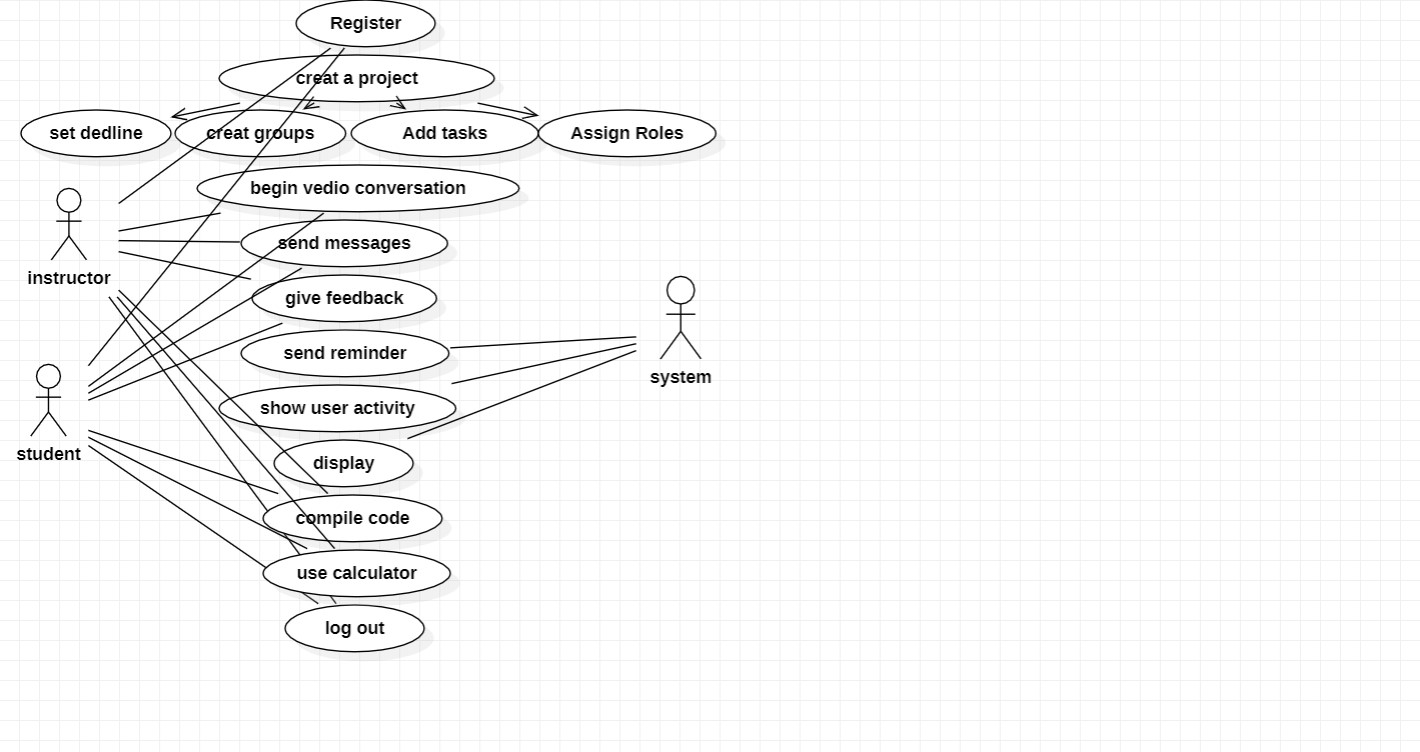 Register
creat a project
set dedline
creat groups
Add tasks
Assign Roles
begin vedio conversation
send messages
instructor
give feedback
send reminder
system
show user activity
student
display
compile code
use calculator
log out